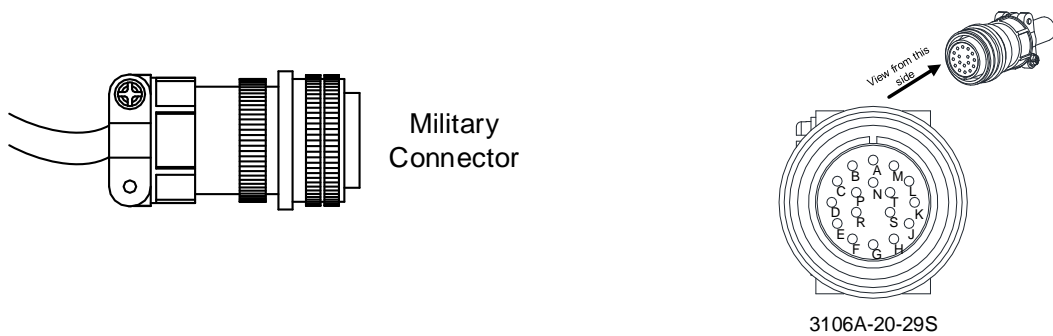 Military
Connector
View from this
side
A
B
M
C
L
N
P
T
D
K
R
S
E
J
F
H
G
3106A-20-29S